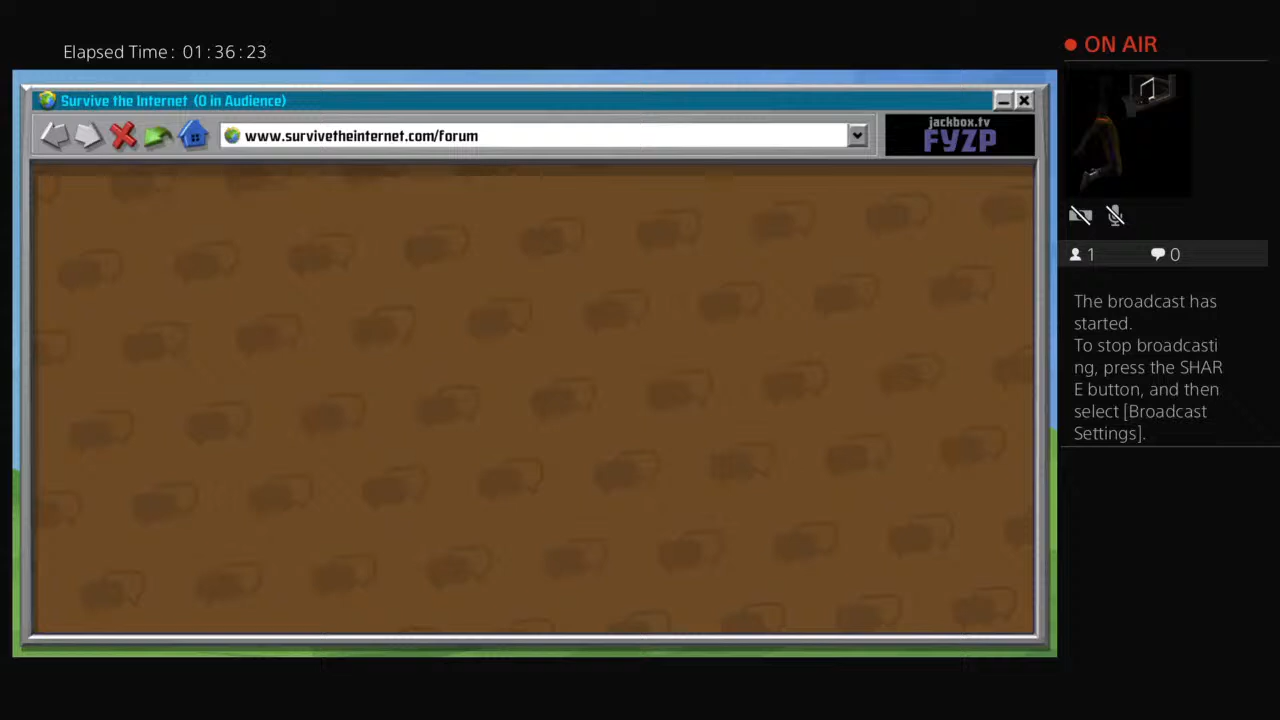 Elapsed Time: 01:36:23
ON AIR
Survive the Internet (0 in Audience)
www.survivetheinternet.com/forum
jackbox.tv
FYZP
1
0
The broadcast has
started.
To stop broadcasti
ng, press the SHAR
E button, and then
select [Broadcast
Settings].